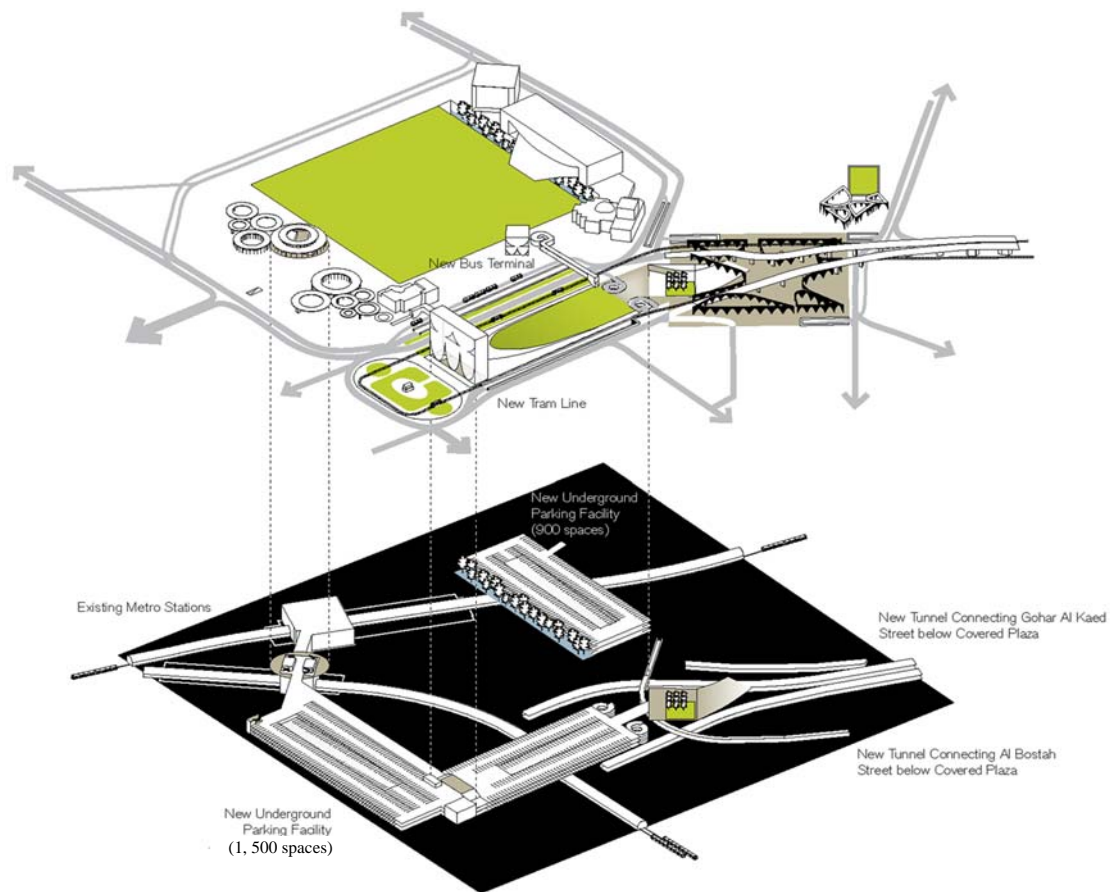 New Bus Terminal
New Tram Line
New Underground
Parking Facility
(900 spaces)
Existing Metro Stations
New Tunnel Connecting Gohar Al Kaed
Street below Covered Plaza
New Tunnel Connecting Al Bostah
Street below Covered Plaza
New Underground
Parking Facility
(1, 500 spaces)